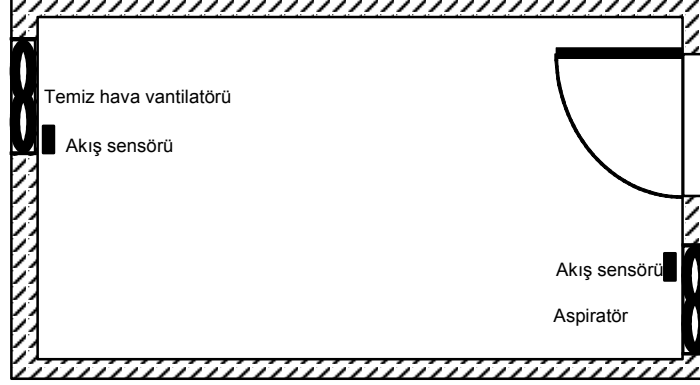 Temiz hava vantilatörü
Akış sensörü
Akış sensörü
Aspiratör